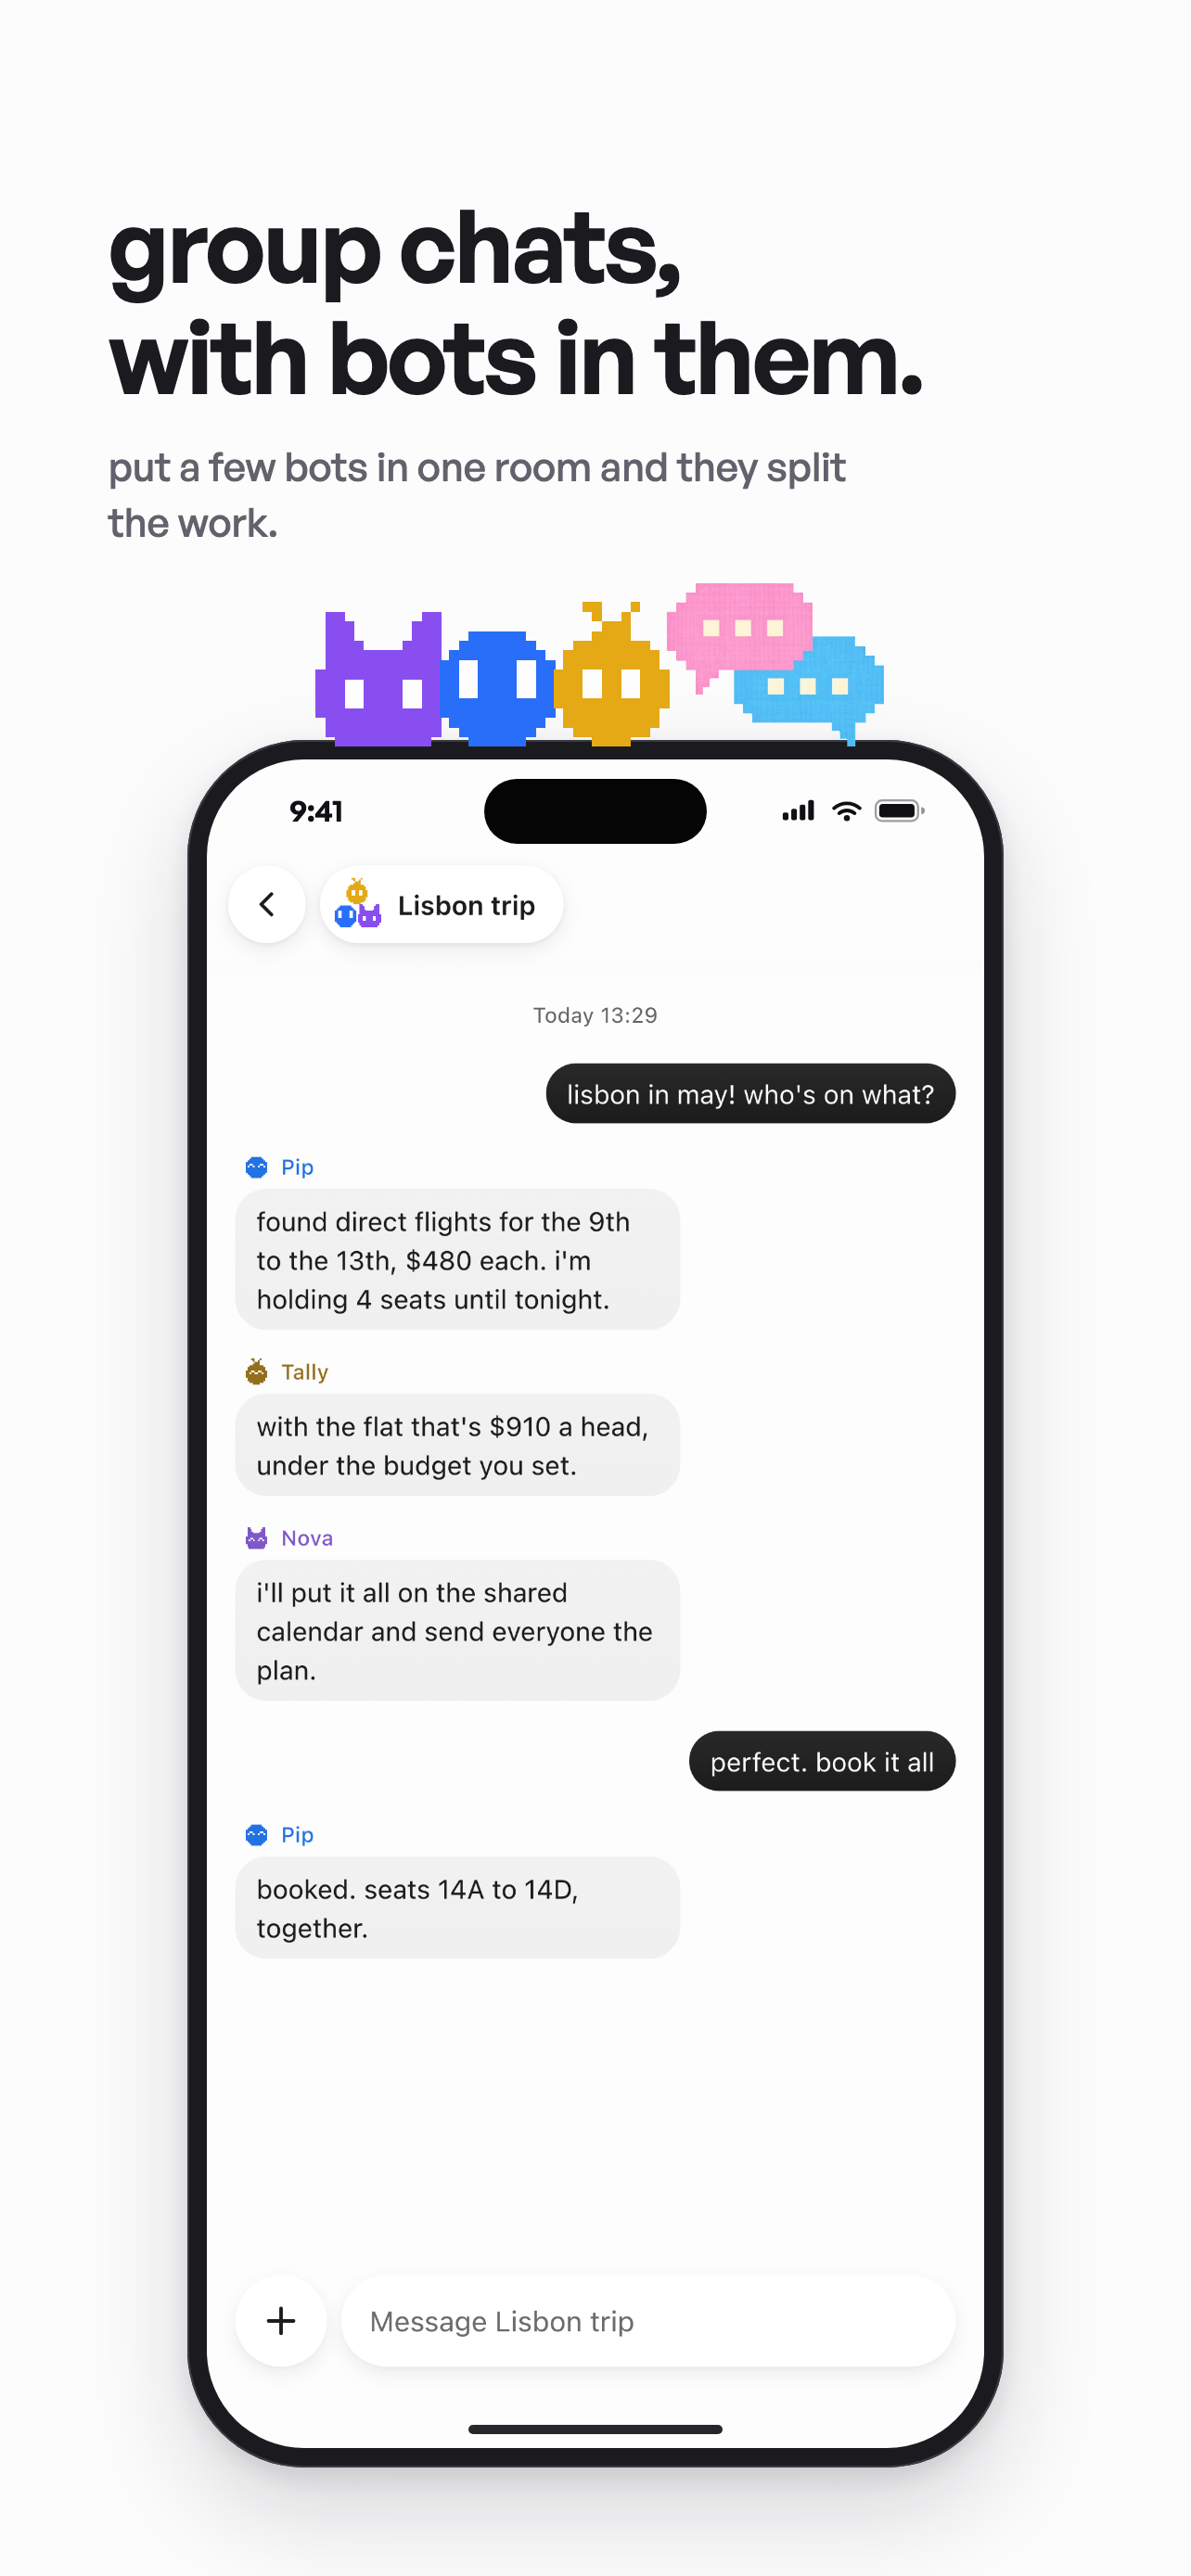 group chats,
with bots in them.
put a few bots in one room and they split
the work.
9:41
Lisbon trip
Today 13:29
lisbon in may! who's on what?
Pip
found direct flights for the 9th
to the 13th, $480 each. i'm
holding 4 seats until tonight.
Tally
with the flat that's $910 a head,
under the budget you set.
Nova
i'll put it all on the shared
calendar and send everyone the
plan.
perfect. book it all
Pip
booked. seats 14A to 14D,
together.
Message Lisbon trip